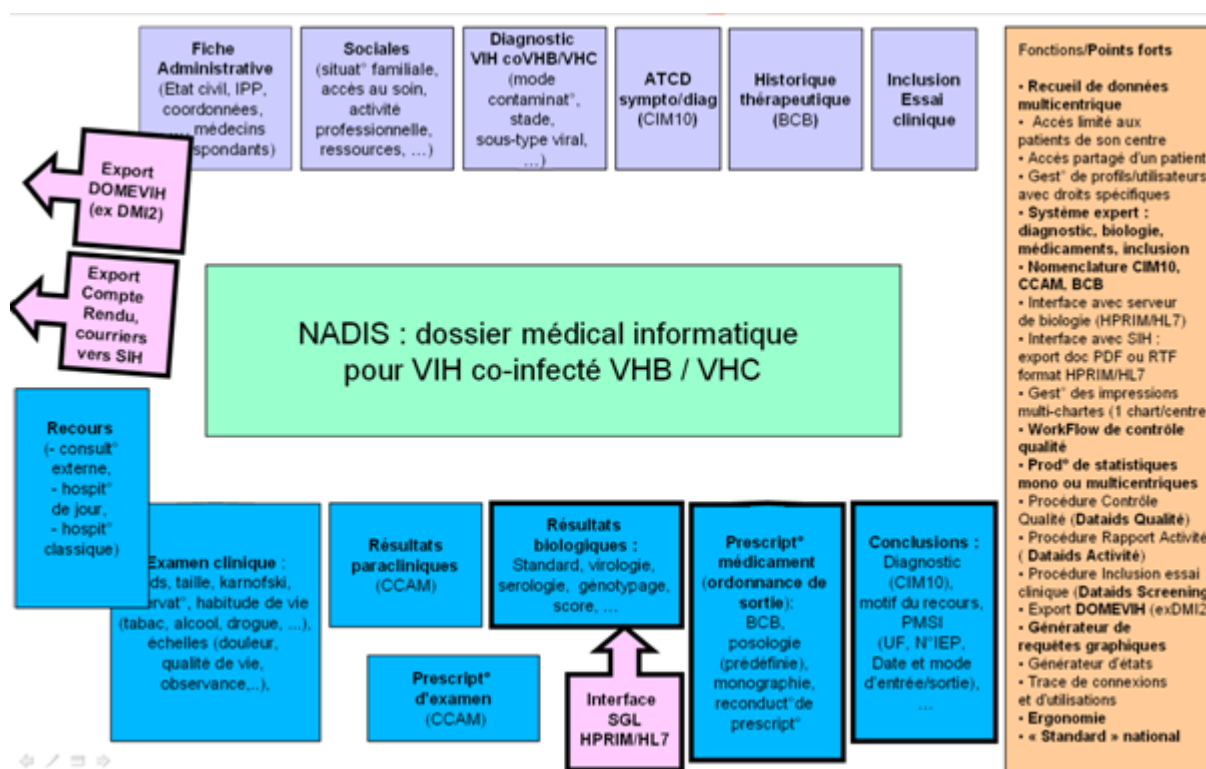 Fiche
Administrative
(Etat civil, IPP,
coordonnées,
médecins
spondants)
Sociales
(situat° familiale,
accès au soin,
activité
professionnelle,
ressources, ...)
Diagnostic
VIH coVHB/VHC
(mode
contaminat°,
stade,
sous-type viral,
...)
ATCD
sympto/diag
(CIM10)
Historique
thérapeutique
(BCB)
Inclusion
Essai
clinique
Export
DOMEVIH
(ex DMI2)
Export
Compte
Rendu,
courriers
vers SIH
NADIS : dossier médical informatique
pour VIH co-infecté VHB / VHC
Recours
(- consult°
externe,
- hospit°
de jour,
- hospit°
classique)
Examen clinique :
ds, taille, karnofski,
ervat°, habitude de vie
(tabac, alcool, drogue, ...),
échelles (douleur,
qualité de vie,
observance,..),
Résultats
paracliniques
(CCAM)
Prescript°
d'examen
(CCAM)
Résultats
biologiques :
Standard, virologie,
serologie, génotypage,
score, ...
Interface
SGL
HPRIM/HL7
Prescript°
médicament
(ordonnance de
sortie):
BCB,
posologie
(prédéfinie),
monographie,
reconduct°de
prescript°
Conclusions :
Diagnostic
(CIM10),
motif du recours,
PMSI
(UF, N°IEP,
Date et mode
d'entrée/sortie),
...
Fonctions/Points forts
• Recueil de données
multicentrique
• Accès limité aux
patients de son centre
• Accès partagé d'un patient
• Gest° de profils/utilisateurs
avec droits spécifiques
• Système expert :
diagnostic, biologie,
médicaments, inclusion
• Nomenclature CIM10,
CCAM, BCB
• Interface avec serveur
de biologie (HPRIM/HL7)
• Interface avec SIH :
export doc PDF ou RTF
format HPRIM/HL7
• Gest° des impressions
multi-chartes (1 chart/centre
• WorkFlow de contrôle
qualité
• Prod° de statistiques
mono ou multicentriques
• Procédure Contrôle
Qualité (Dataids Qualité)
• Procédure Rapport Activité
( Dataids Activité)
• Procédure Inclusion essai
clinique (Dataids Screening
• Export DOMEVIH (exDMI2
• Générateur de
requêtes graphiques
• Générateur d'états
• Trace de connexions
et d'utilisations
• Ergonomie
• « Standard » national